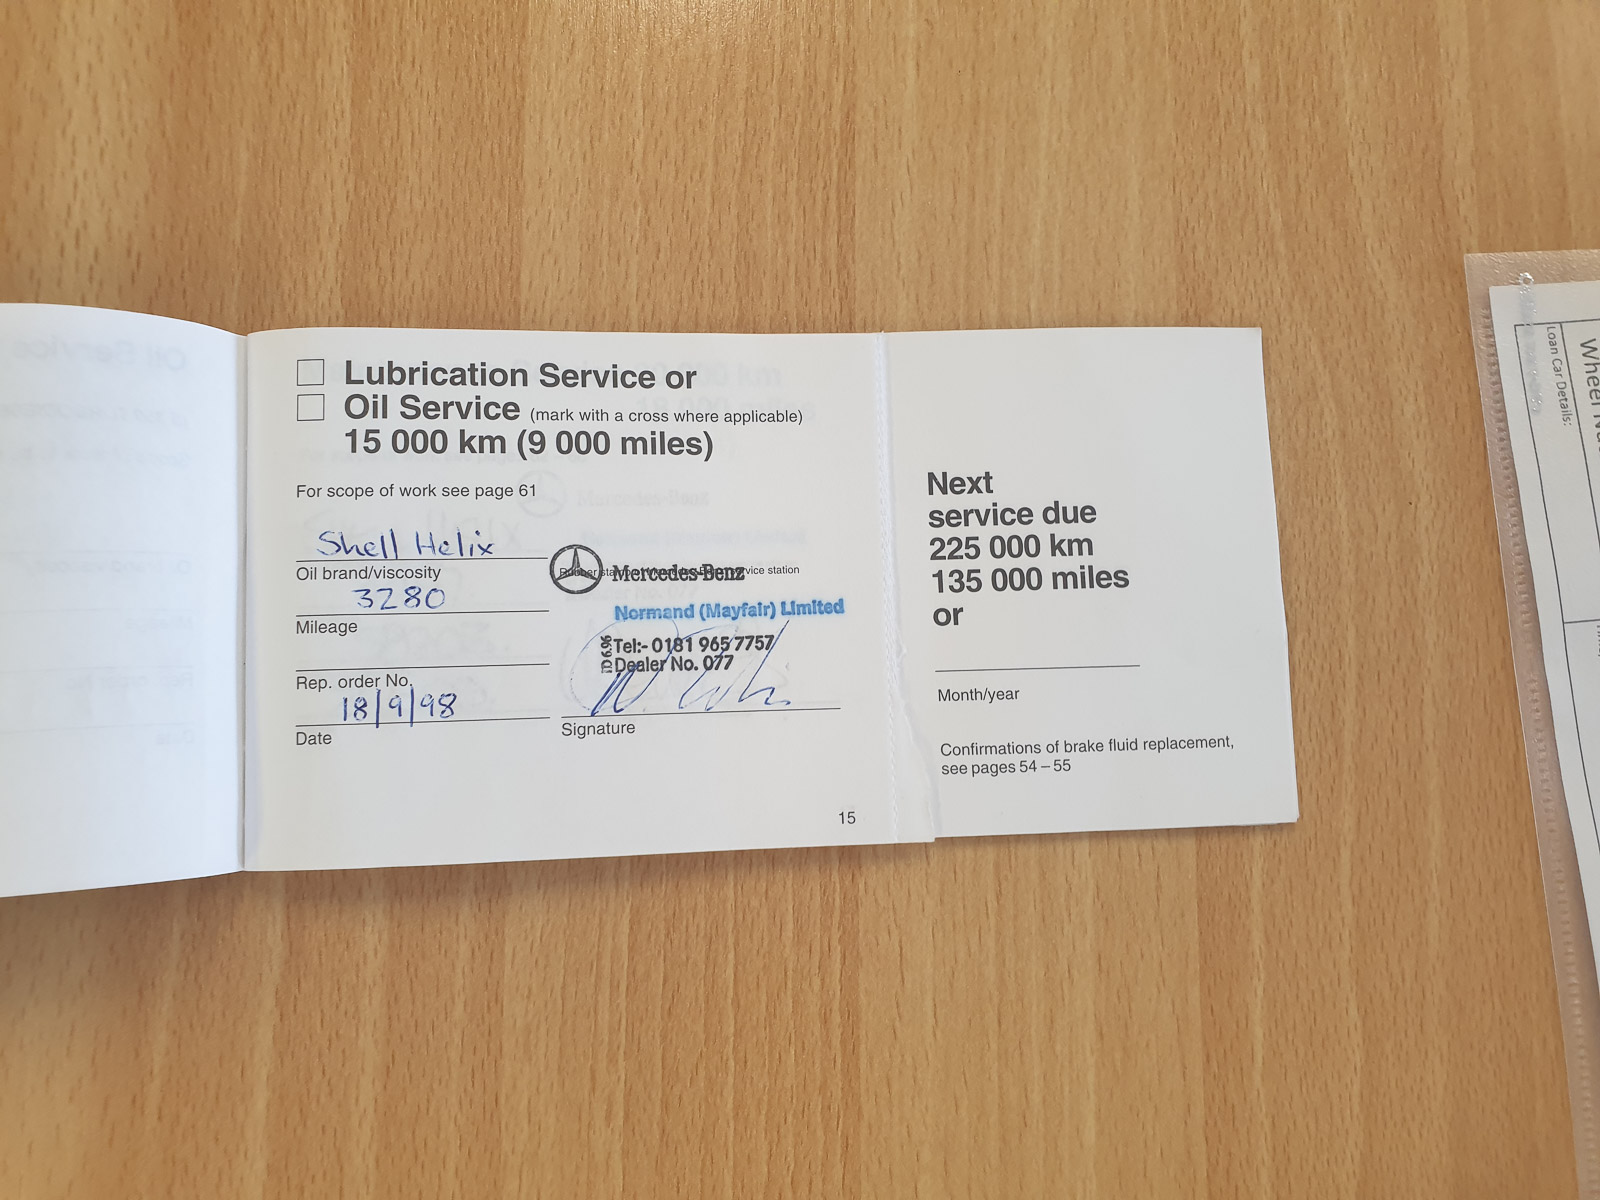 Lubrication Service or
Oil Service (mark with a cross where applicable)
15 000 km (9 000 miles)
For scope of work see page 61
Shell Helix
Oil brand/viscosity
3280
Mileage
Rep. order No.
18/9/98
Date
Mercedes-Benz
Normand (Mayfair) Limited
Tel:- 0181 965 7757
Dealer No. 077
Signature
15
Next
service due
225 000 km
135 000 miles
or
Month/year
Confirmations of brake fluid replacement,
see pages 54 – 55
Loan Car Details: